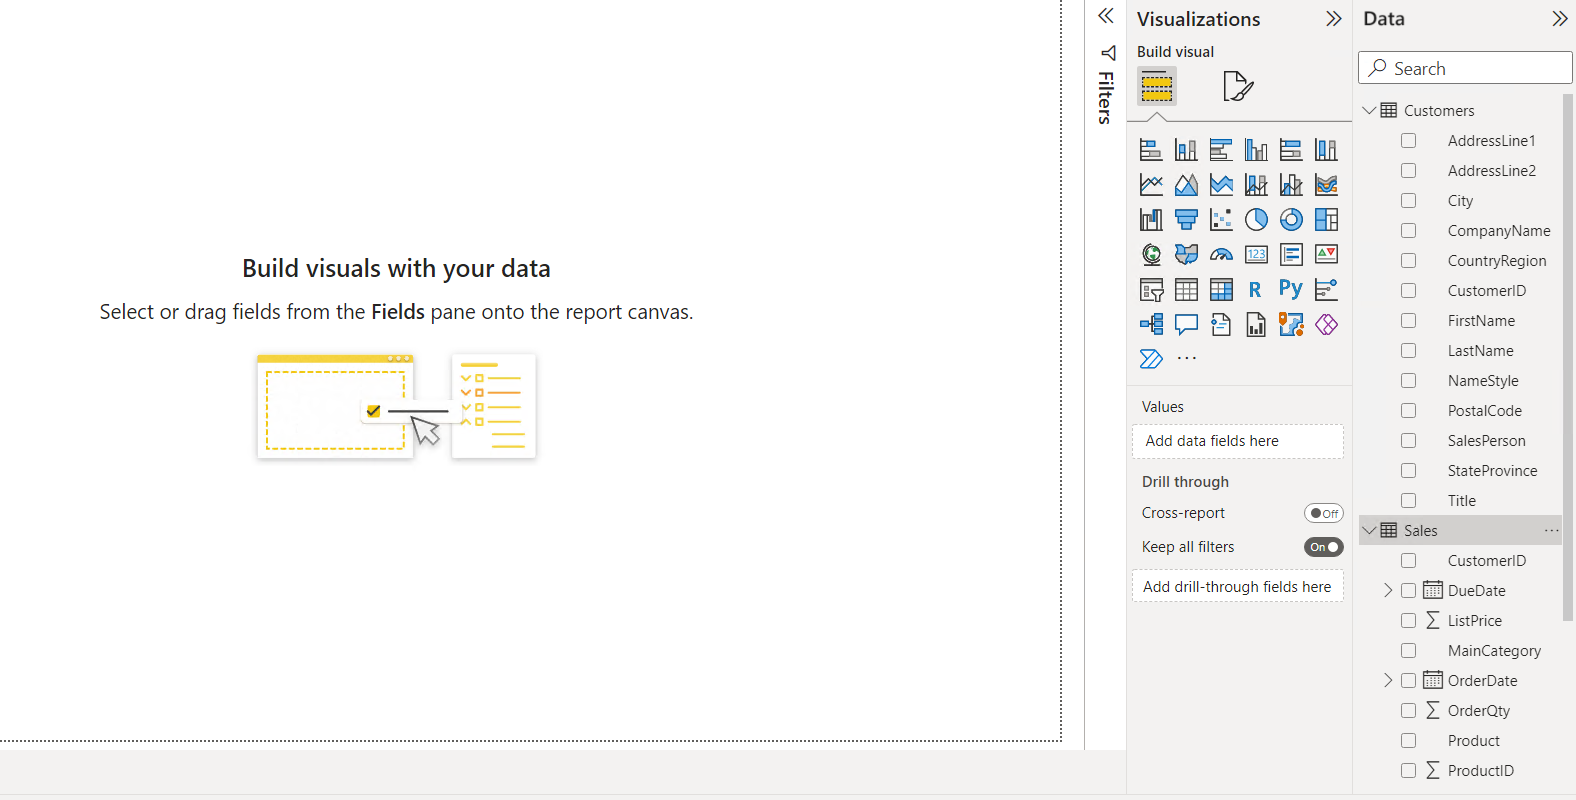 Build visuals with your data
Select or drag fields from the Fields pane onto the report canvas.
Filters
Visualizations
Build visual
123
R
Py
...
Values
Add data fields here
Drill through
Cross-report
Off
Keep all filters
On
Add drill-through fields here
Data
Search
Customers
AddressLine1
AddressLine2
City
CompanyName
CountryRegion
CustomerID
FirstName
LastName
NameStyle
PostalCode
SalesPerson
StateProvince
Title
Sales ...
CustomerID
DueDate
∑ ListPrice
MainCategory
OrderDate
∑ OrderQty
Product
∑ ProductID